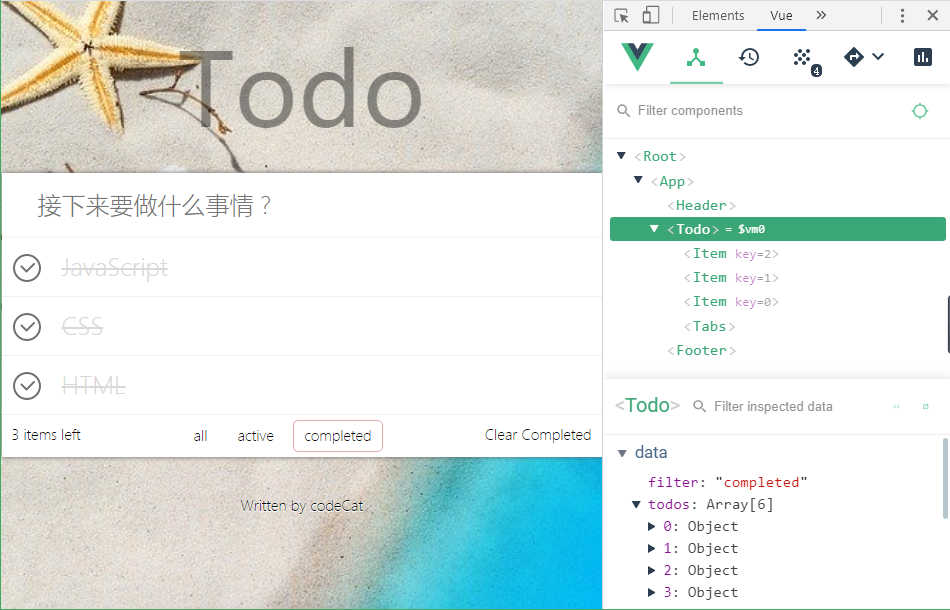 Todo
接下来要做什么事情？
JavaScript
CSS
HTML
3 items left all active completed Clear Completed
Written by codeCat
Elements Vue »
4
Filter components
<Root>
<App>
<Header>
<Todo> = $vm0
<Item key=2>
<Item key=1>
<Item key=0>
<Tabs>
<Footer>
<Todo> Filter inspected data
data
filter: "completed"
todos: Array[6]
0: Object
1: Object
2: Object
3: Object